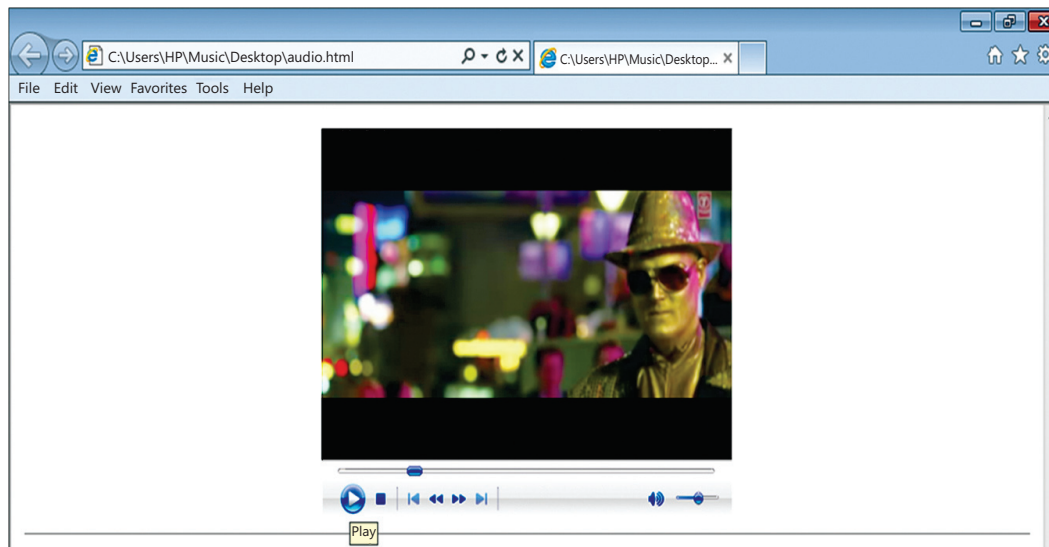 C:\Users\HP\Music\Desktop\audio.html
C:\Users\HP\Music\Desktop...
File Edit View Favorites Tools Help
Play